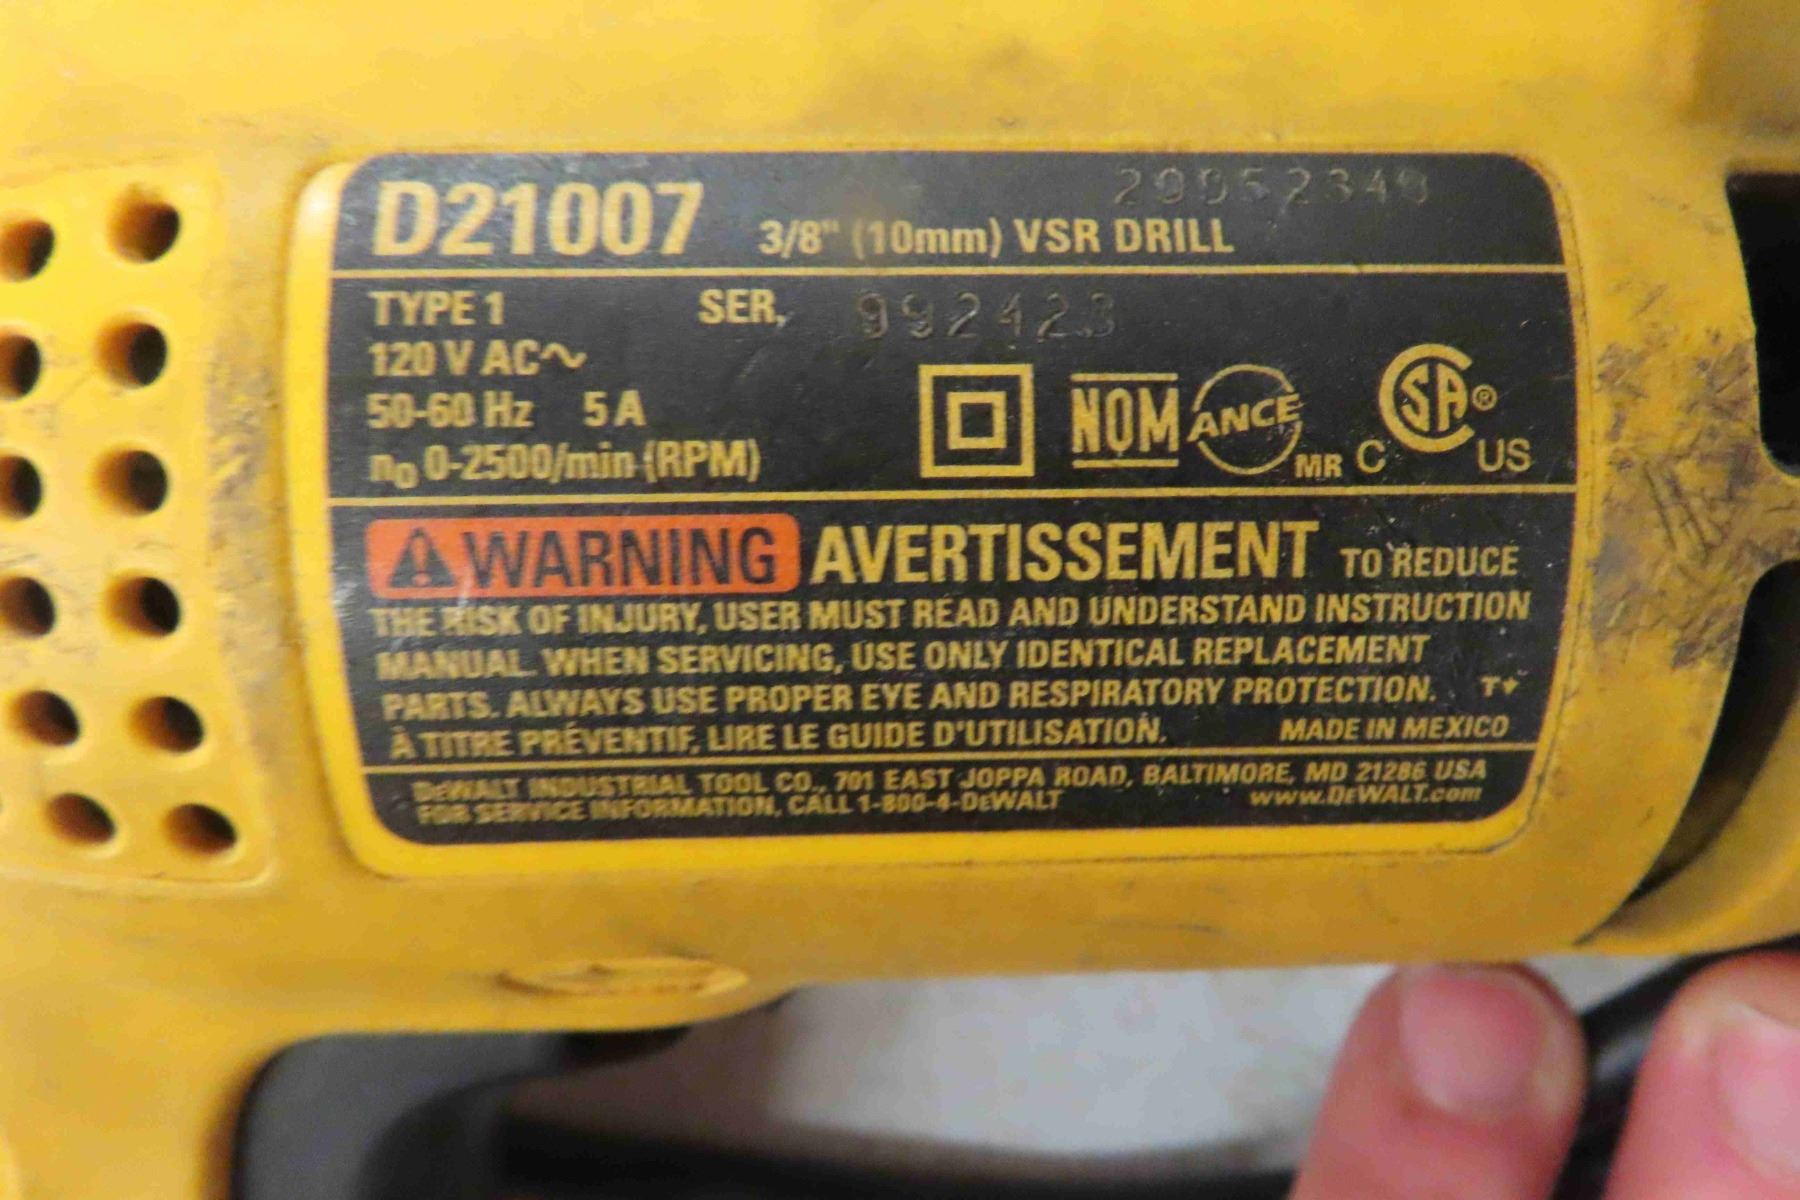 D21007 3/8" (10mm) VSR DRILL
TYPE 1 SER. 992423
120 V AC~
50-60 Hz 5 A
n0 0-2500/min (RPM)
NOM ANCE MR C SA® US
WARNING AVERTISSEMENT TO REDUCE
THE RISK OF INJURY, USER MUST READ AND UNDERSTAND INSTRUCTION
MANUAL. WHEN SERVICING, USE ONLY IDENTICAL REPLACEMENT
PARTS. ALWAYS USE PROPER EYE AND RESPIRATORY PROTECTION.
À TITRE PRÉVENTIF, LIRE LE GUIDE D'UTILISATION. MADE IN MEXICO
DEWALT INDUSTRIAL TOOL CO., 701 EAST JOPPA ROAD, BALTIMORE, MD 21286 USA
FOR SERVICE INFORMATION, CALL 1-800-4-DEWALT www.DEWALT.com